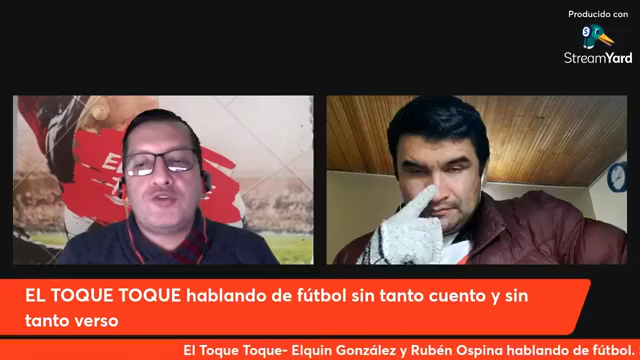 Producido con
StreamYard
EL TOQUE TOQUE hablando de fútbol sin tanto cuento y sin
tanto verso
El Toque Toque- Elquin González y Rubén Ospina hablando de fútbol.